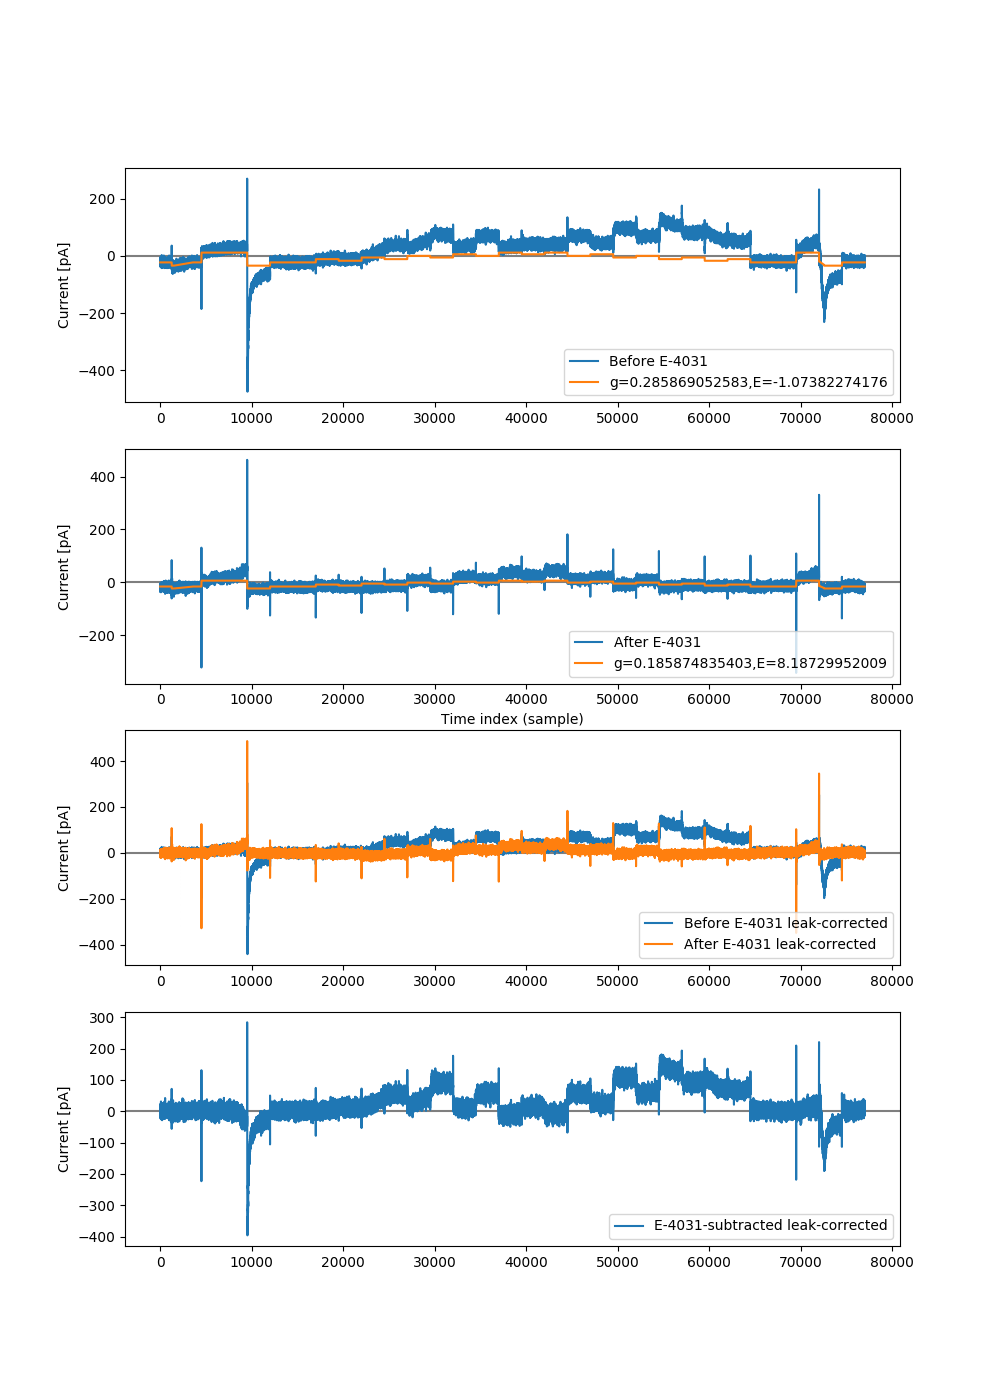 200
0
−200
−400
Current [pA]
Before E-4031
g=0.285869052583,E=-1.07382274176
0 10000 20000 30000 40000 50000 60000 70000 80000
400
200
0
−200
Current [pA]
After E-4031
g=0.185874835403,E=8.18729952009
0 10000 20000 30000 40000 50000 60000 70000 80000
Time index (sample)
400
200
0
−200
−400
Current [pA]
Before E-4031 leak-corrected
After E-4031 leak-corrected
0 10000 20000 30000 40000 50000 60000 70000 80000
300
200
100
0
−100
−200
−300
−400
Current [pA]
E-4031-subtracted leak-corrected
0 10000 20000 30000 40000 50000 60000 70000 80000